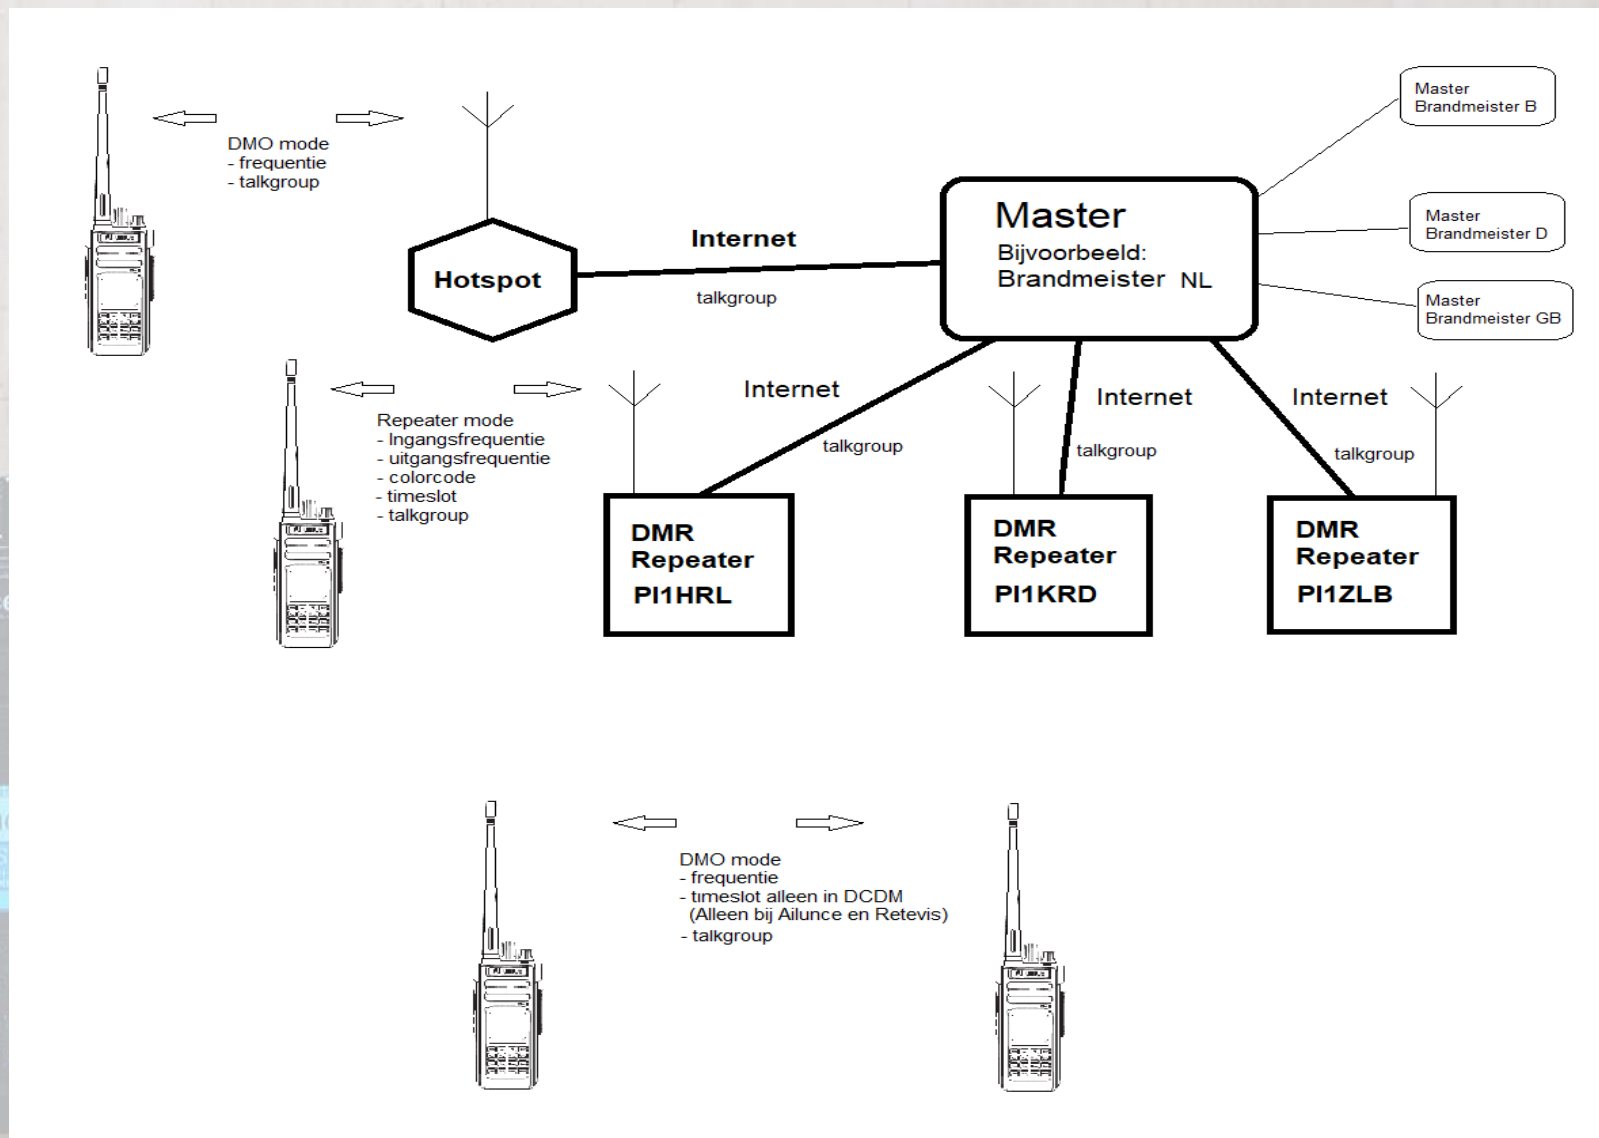 DMO mode
- frequentie
- talkgroup
Hotspot
Internet
talkgroup
Master
Bijvoorbeeld:
Brandmeister NL
Master
Brandmeister B
Master
Brandmeister D
Master
Brandmeister GB
Repeater mode
- Ingangsfrequentie
- uitgangsfrequentie
- colorcode
- timeslot
- talkgroup
Internet
talkgroup
Internet
talkgroup
Internet
talkgroup
DMR
Repeater
PI1HRL
DMR
Repeater
PI1KRD
DMR
Repeater
PI1ZLB
DMO mode
- frequentie
- timeslot alleen in DCDM
(Alleen bij Ailunce en Retevis)
- talkgroup